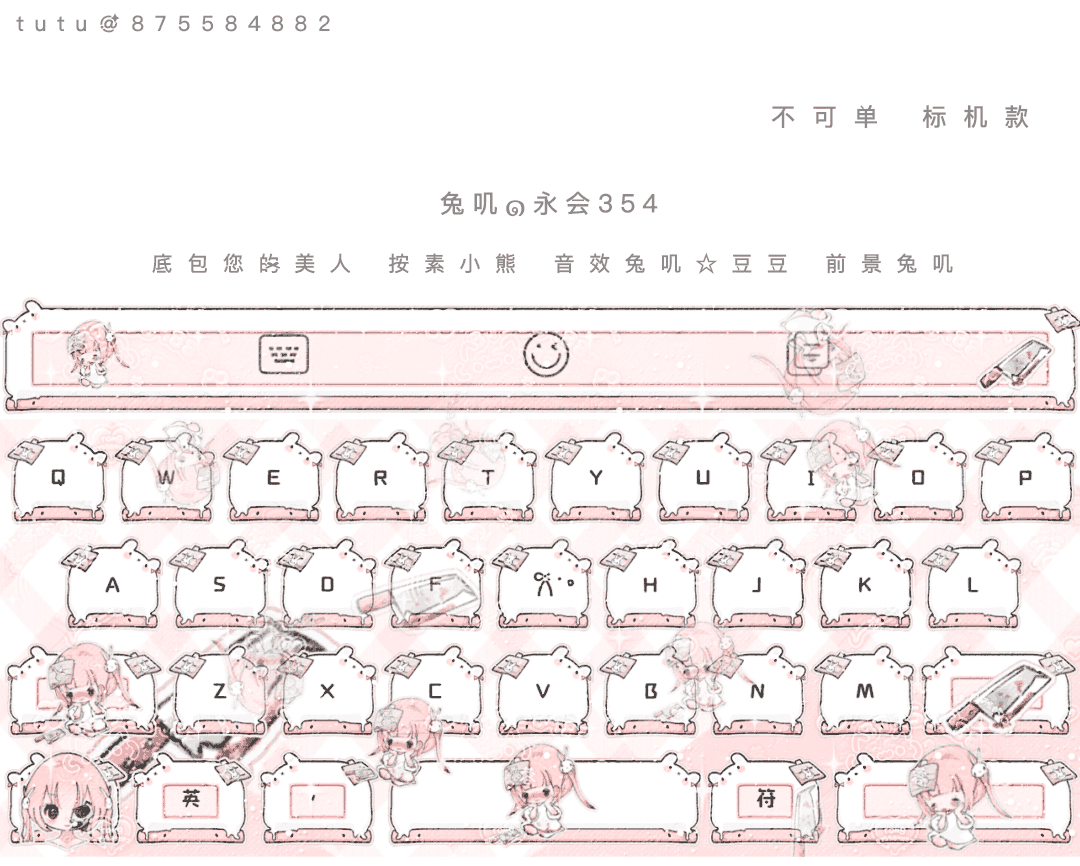 tutu@875584882
不可单 标机款
兔叽௭永会354
底包您的美人 按素小熊 音效兔叽☆豆豆 前景兔叽
Q W E R T Y U I O P
A S D F H J K L
Z X C V B N M
英 , 符